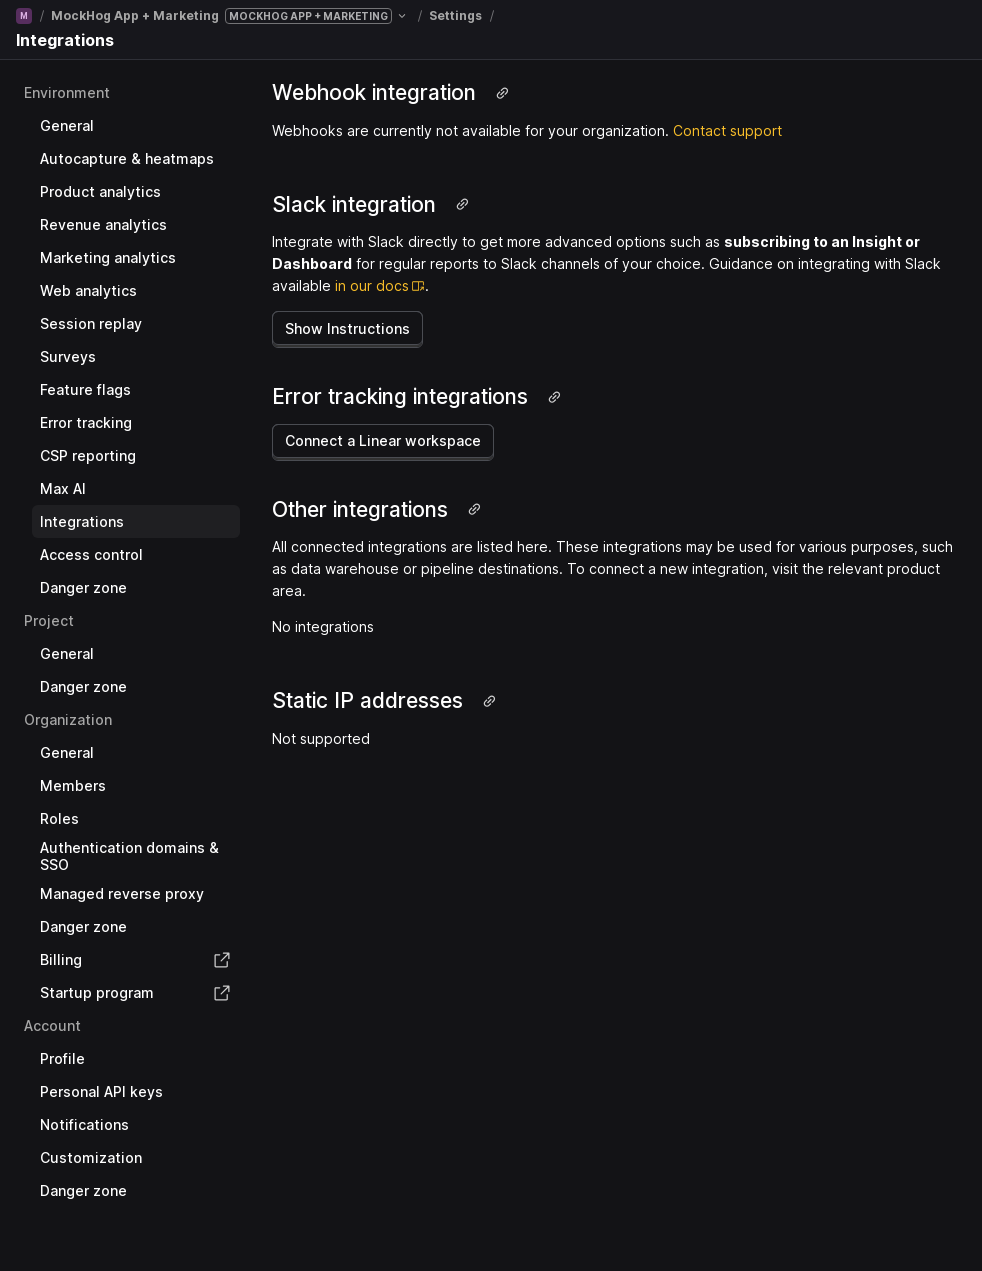 M / MockHog App + Marketing MOCKHOG APP + MARKETING / Settings /
Integrations
Environment
General
Autocapture & heatmaps
Product analytics
Revenue analytics
Marketing analytics
Web analytics
Session replay
Surveys
Feature flags
Error tracking
CSP reporting
Max AI
Integrations
Access control
Danger zone
Project
General
Danger zone
Organization
General
Members
Roles
Authentication domains &
SSO
Managed reverse proxy
Danger zone
Billing
Startup program
Account
Profile
Personal API keys
Notifications
Customization
Danger zone
Webhook integration
Webhooks are currently not available for your organization. Contact support
Slack integration
Integrate with Slack directly to get more advanced options such as subscribing to an Insight or
Dashboard for regular reports to Slack channels of your choice. Guidance on integrating with Slack
available in our docs.
Show Instructions
Error tracking integrations
Connect a Linear workspace
Other integrations
All connected integrations are listed here. These integrations may be used for various purposes, such
as data warehouse or pipeline destinations. To connect a new integration, visit the relevant product
area.
No integrations
Static IP addresses
Not supported